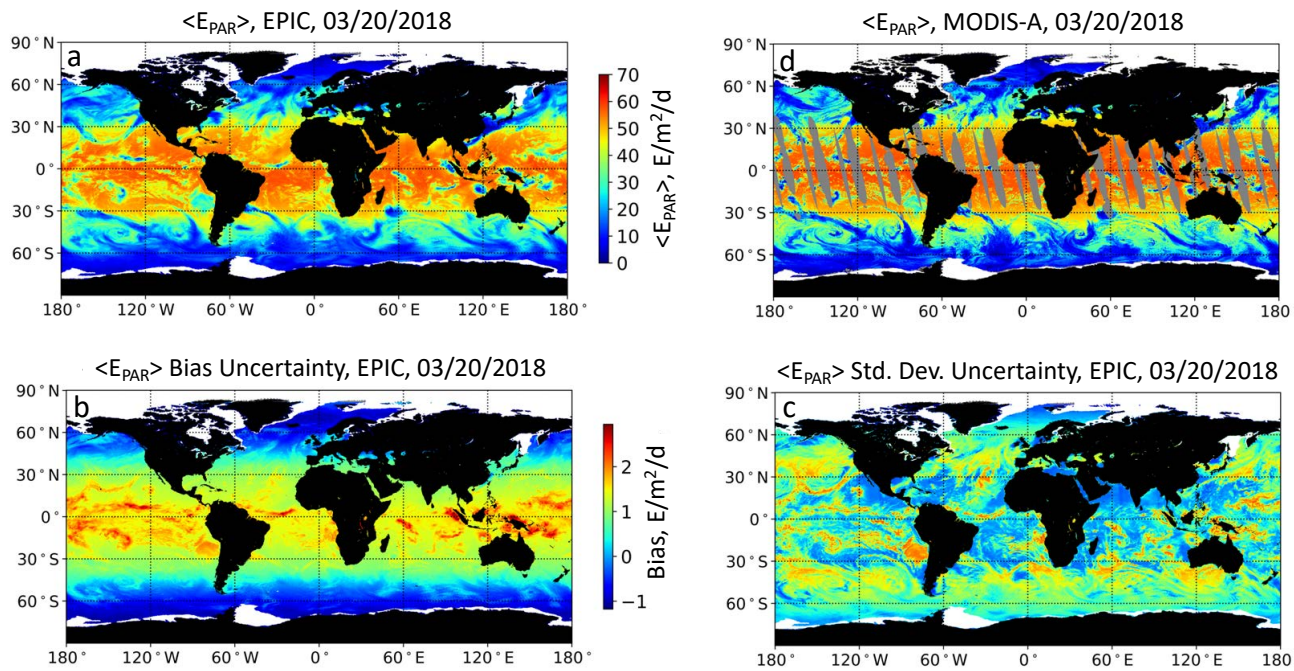 <E_PAR>, EPIC, 03/20/2018
a
90°N
60°N
30°N
0°
30°S
60°S
180° 120°W 60°W 0° 60°E 120°E 180°
70
60
50
40
30
20
10
0
<E_PAR>, E/m²/d
<E_PAR>, MODIS-A, 03/20/2018
d
90°N
60°N
30°N
0°
30°S
60°S
180° 120°W 60°W 0° 60°E 120°E 180°
<E_PAR> Bias Uncertainty, EPIC, 03/20/2018
b
90°N
60°N
30°N
0°
30°S
60°S
180° 120°W 60°W 0° 60°E 120°E 180°
2
1
0
−1
Bias, E/m²/d
<E_PAR> Std. Dev. Uncertainty, EPIC, 03/20/2018
c
90°N
60°N
30°N
0°
30°S
60°S
180° 120°W 60°W 0° 60°E 120°E 180°